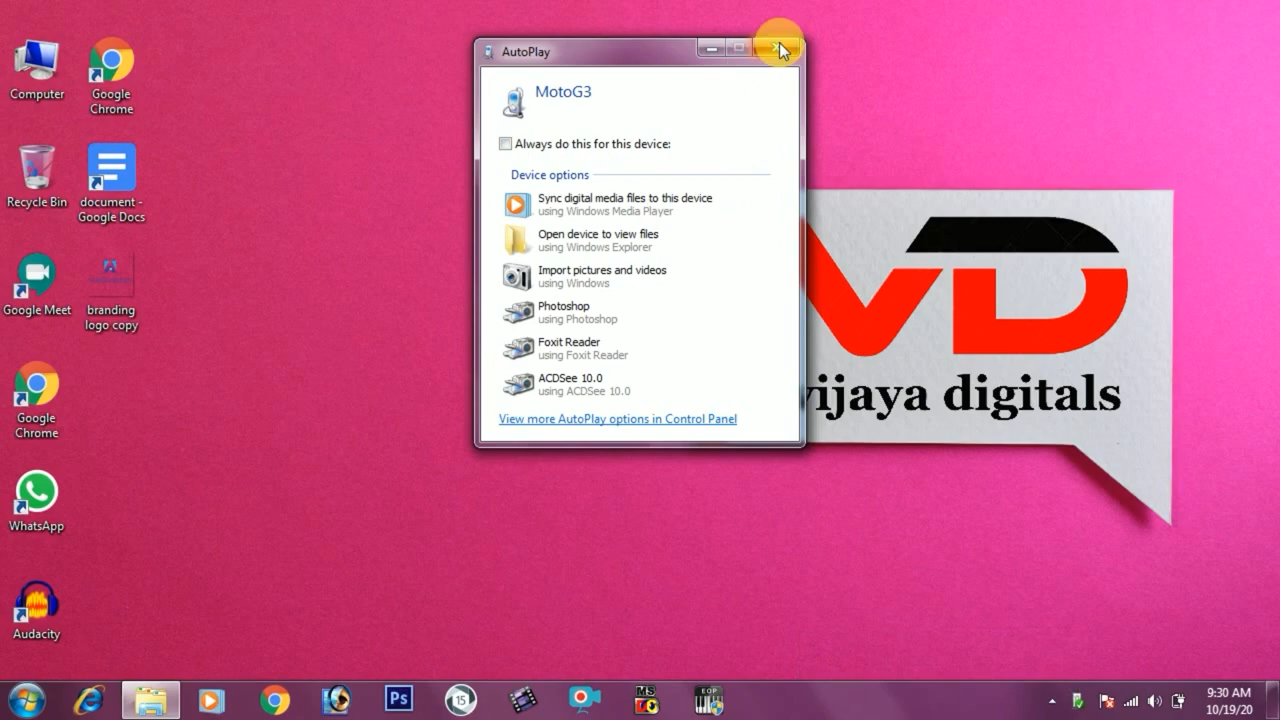 Computer
Google
Chrome
Recycle Bin
document -
Google Docs
Google Meet
branding
logo copy
Google
Chrome
WhatsApp
Audacity
AutoPlay
MotoG3
Always do this for this device:
Device options
Sync digital media files to this device
using Windows Media Player
Open device to view files
using Windows Explorer
Import pictures and videos
using Windows
Photoshop
using Photoshop
Foxit Reader
using Foxit Reader
ACDSee 10.0
using ACDSee 10.0
View more AutoPlay options in Control Panel
VD
vijaya digitals
Ps
15
MS
EOP
9:30 AM
10/19/20